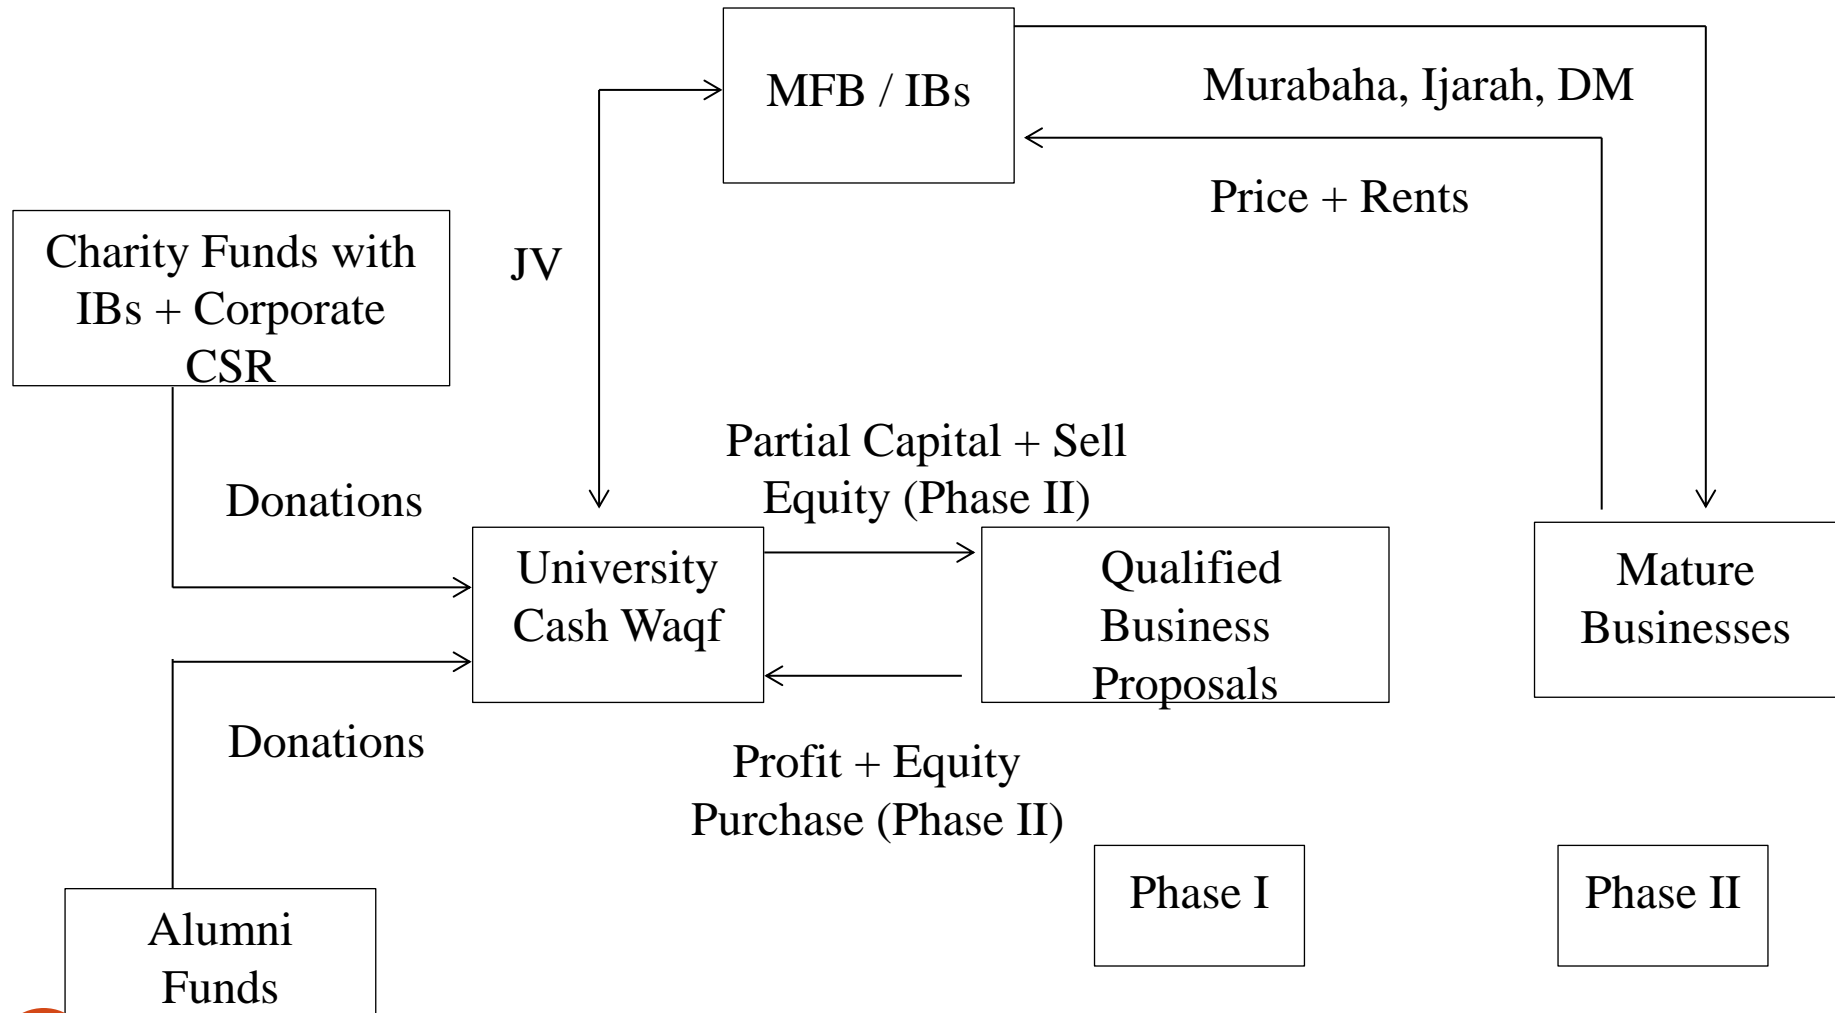 MFB / IBs
Murabaha, Ijarah, DM
Price + Rents
Charity Funds with
IBs + Corporate
CSR
JV
Partial Capital + Sell
Equity (Phase II)
Donations
University
Cash Waqf
Qualified
Business
Proposals
Mature
Businesses
Donations
Profit + Equity
Purchase (Phase II)
Phase I
Phase II
Alumni
Funds